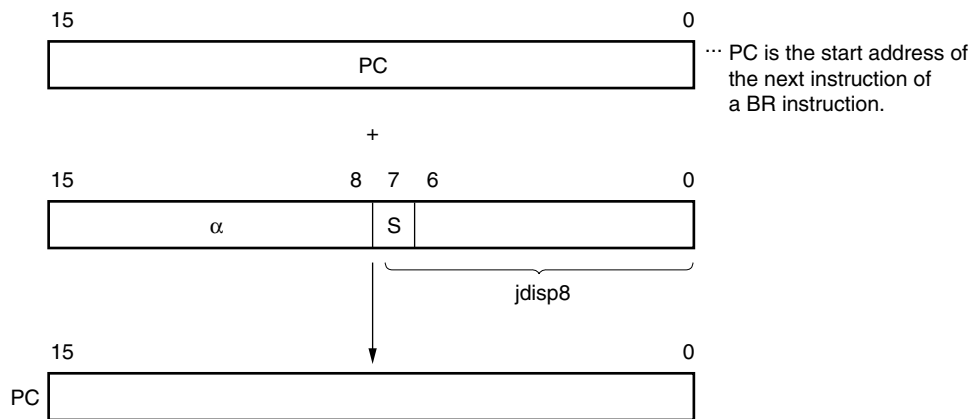 15 0
PC
... PC is the start address of
the next instruction of
a BR instruction.
+
15 8 7 6 0
α S
jdisp8
15 0
PC